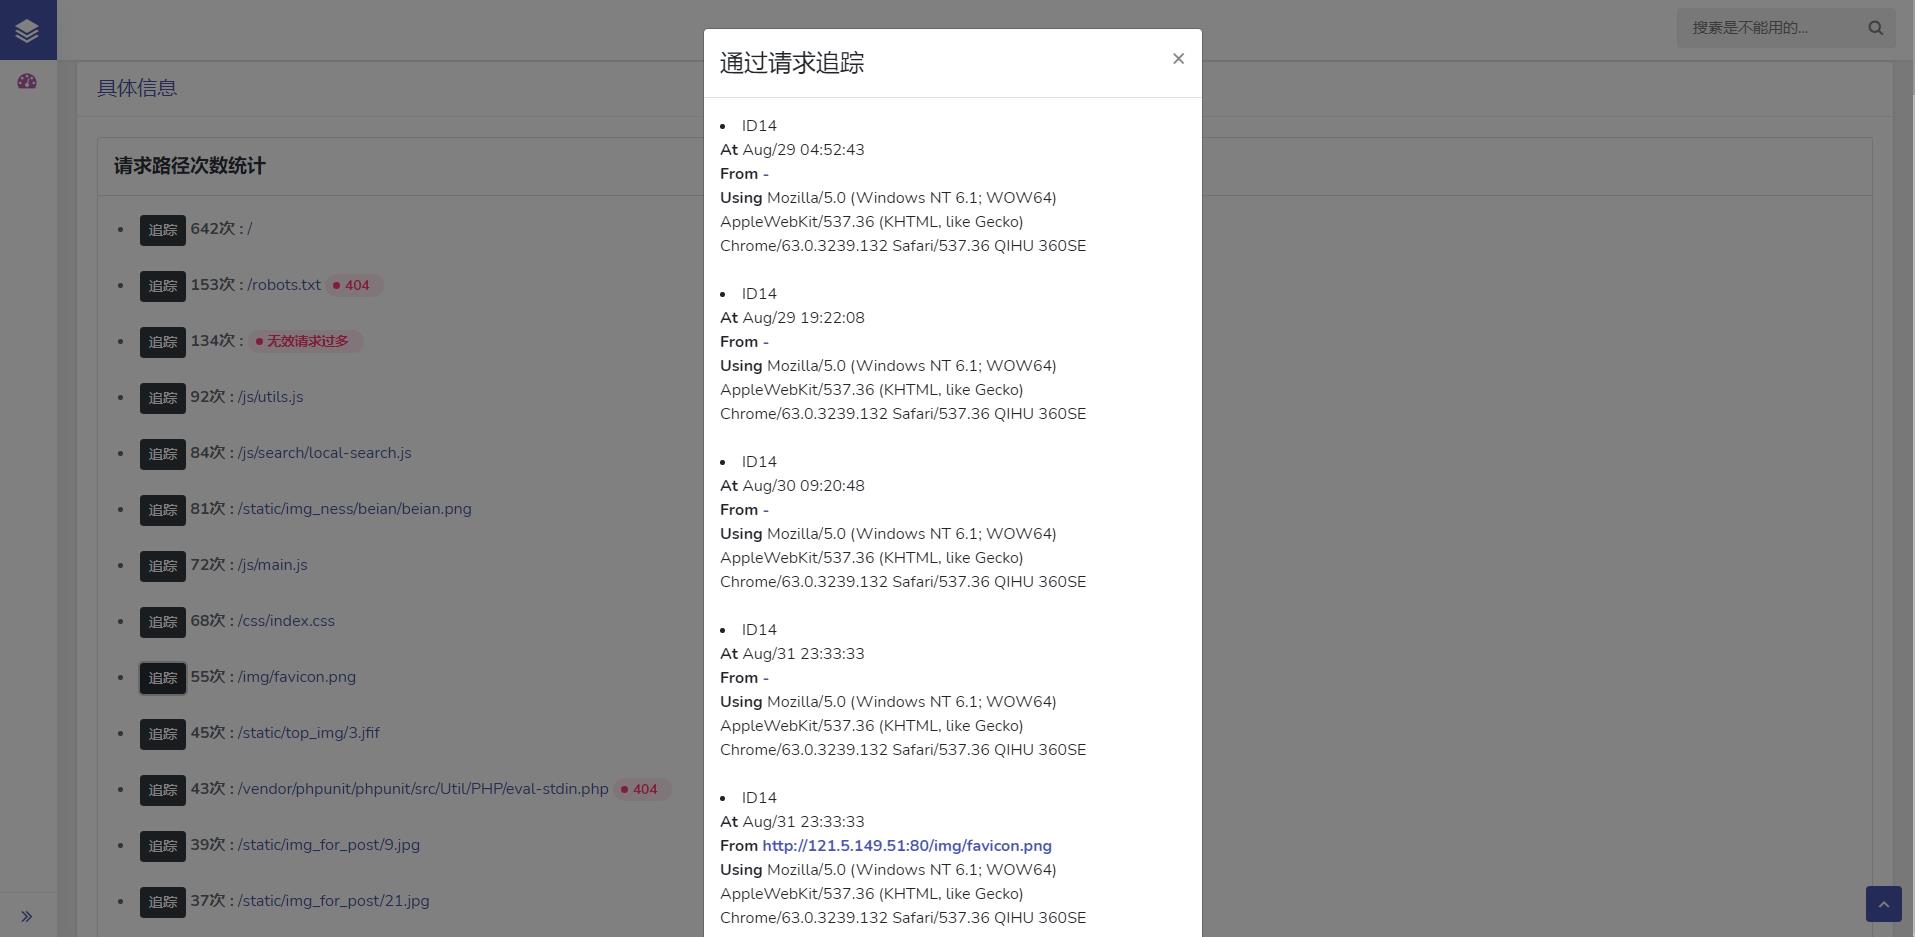 搜素是不能用的...
具体信息
请求路径次数统计
追踪 642次 : /
追踪 153次 : /robots.txt 404
追踪 134次 : 无效请求过多
追踪 92次 : /js/utils.js
追踪 84次 : /js/search/local-search.js
追踪 81次 : /static/img_ness/beian/beian.png
追踪 72次 : /js/main.js
追踪 68次 : /css/index.css
追踪 55次 : /img/favicon.png
追踪 45次 : /static/top_img/3.jfif
追踪 43次 : /vendor/phpunit/phpunit/src/Util/PHP/eval-stdin.php 404
追踪 39次 : /static/img_for_post/9.jpg
追踪 37次 : /static/img_for_post/21.jpg
通过请求追踪 ×
ID14
At Aug/29 04:52:43
From -
Using Mozilla/5.0 (Windows NT 6.1; WOW64)
AppleWebKit/537.36 (KHTML, like Gecko)
Chrome/63.0.3239.132 Safari/537.36 QIHU 360SE
ID14
At Aug/29 19:22:08
From -
Using Mozilla/5.0 (Windows NT 6.1; WOW64)
AppleWebKit/537.36 (KHTML, like Gecko)
Chrome/63.0.3239.132 Safari/537.36 QIHU 360SE
ID14
At Aug/30 09:20:48
From -
Using Mozilla/5.0 (Windows NT 6.1; WOW64)
AppleWebKit/537.36 (KHTML, like Gecko)
Chrome/63.0.3239.132 Safari/537.36 QIHU 360SE
ID14
At Aug/31 23:33:33
From -
Using Mozilla/5.0 (Windows NT 6.1; WOW64)
AppleWebKit/537.36 (KHTML, like Gecko)
Chrome/63.0.3239.132 Safari/537.36 QIHU 360SE
ID14
At Aug/31 23:33:33
From http://121.5.149.51:80/img/favicon.png
Using Mozilla/5.0 (Windows NT 6.1; WOW64)
AppleWebKit/537.36 (KHTML, like Gecko)
Chrome/63.0.3239.132 Safari/537.36 QIHU 360SE